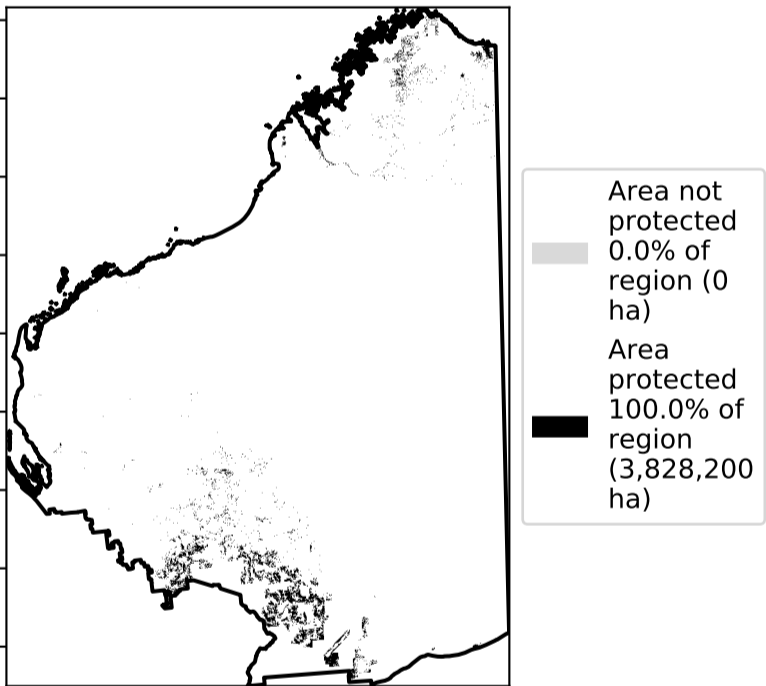 Area not
protected
0.0% of
region (0
ha)
Area
protected
100.0% of
region
(3,828,200
ha)